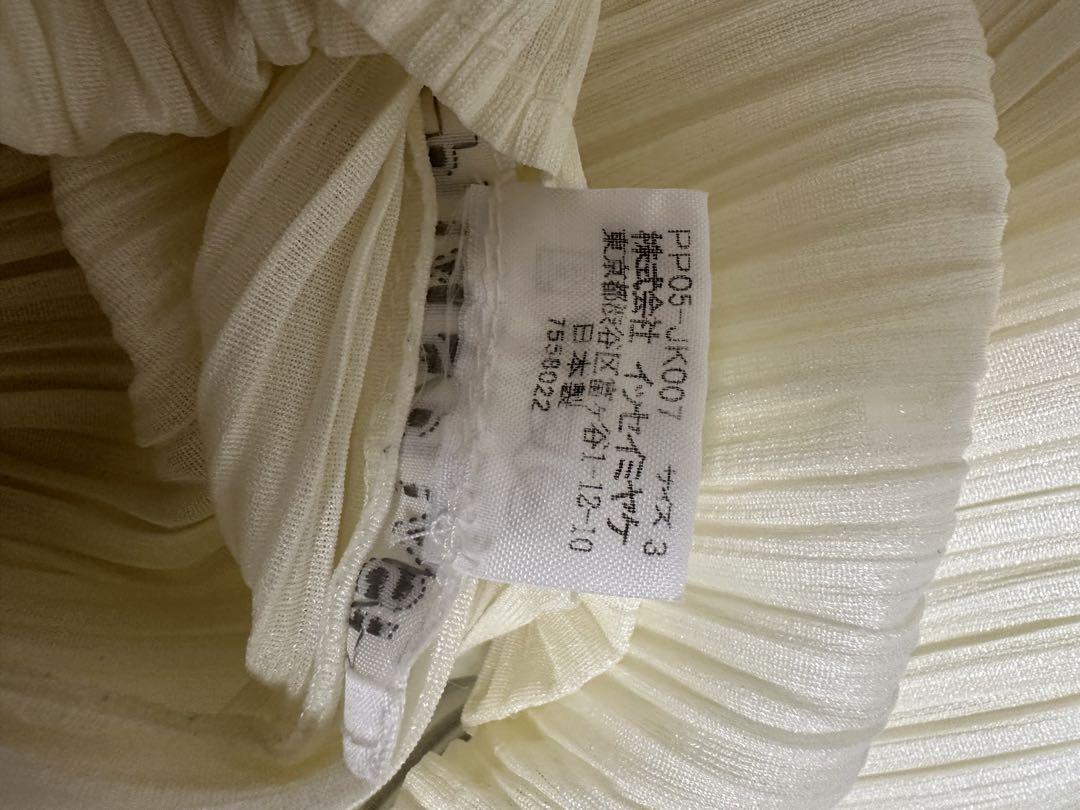 PP05-JK007 サイズ 3
株式会社 イッセイミヤケ
東京都渋谷区富ヶ谷1-12-10
日本製
7558022